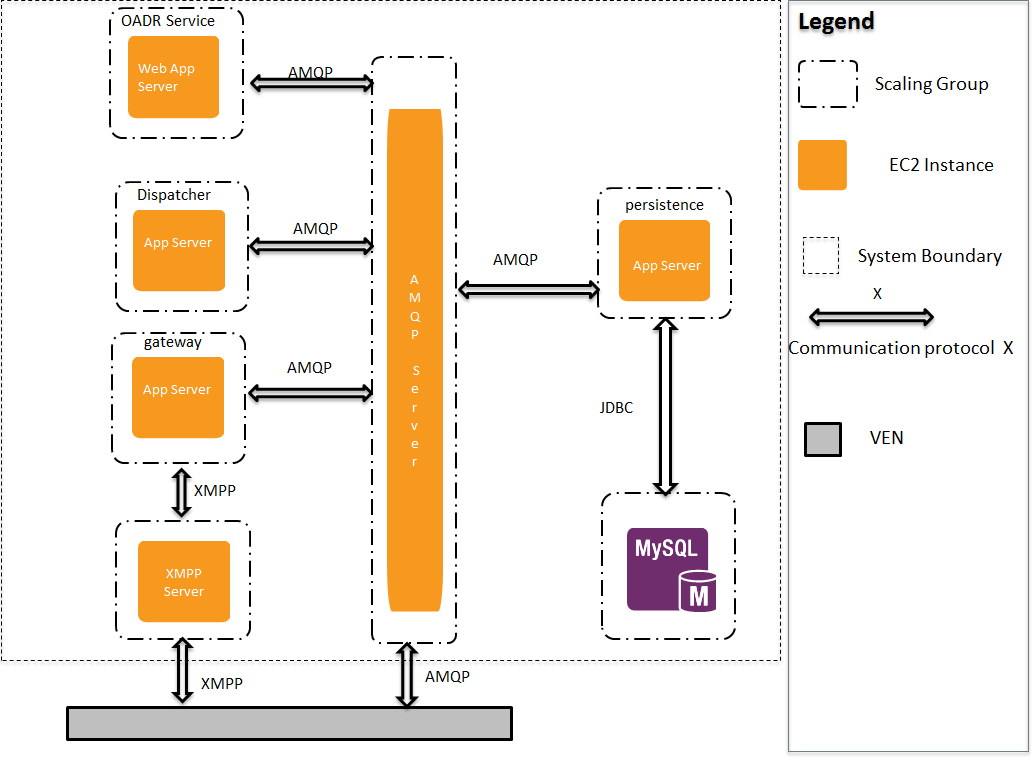 OADR Service
Web App
Server
AMQP
Dispatcher
App Server
AMQP
gateway
App Server
AMQP
XMPP
XMPP
Server
XMPP
A
M
Q
P
S
e
r
v
e
r
AMQP
AMQP
persistence
App Server
JDBC
MySQL
M
Legend
Scaling Group
EC2 Instance
System Boundary
X
Communication protocol X
VEN